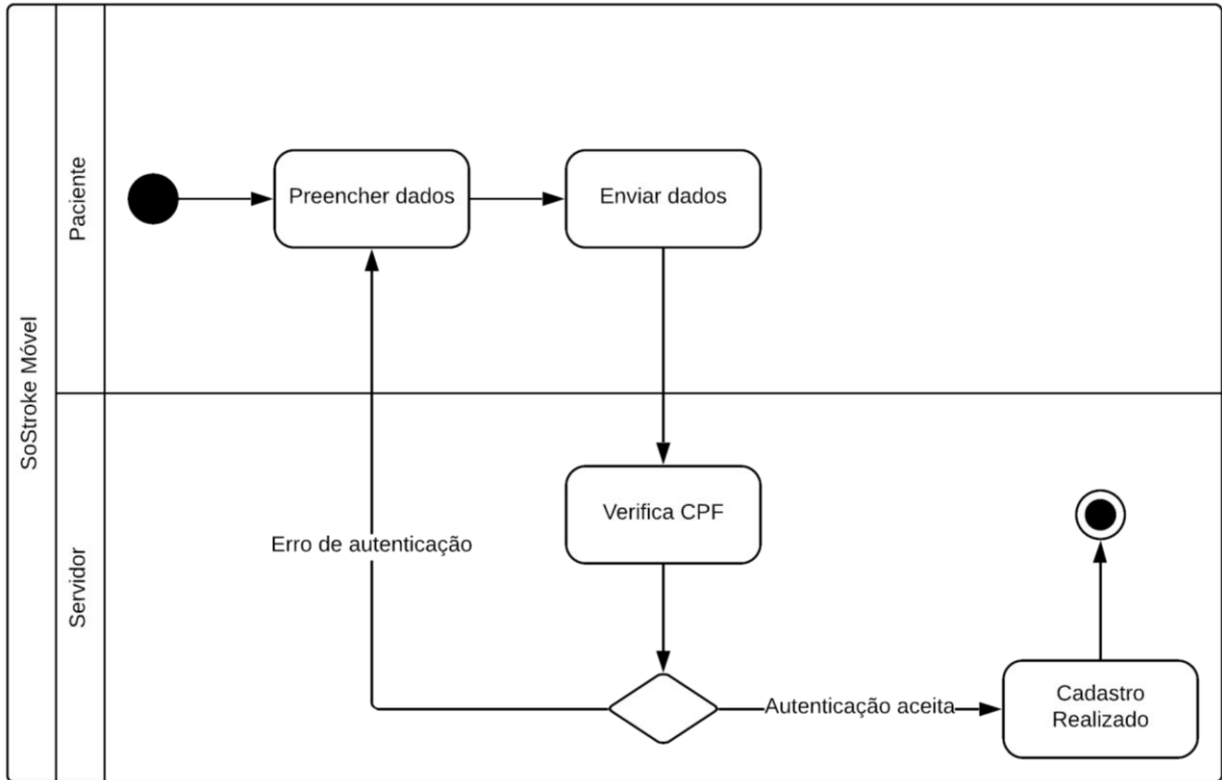 SoStroke Móvel
Paciente
Preencher dados
Enviar dados
Servidor
Verifica CPF
Erro de autenticação
Autenticação aceita
Cadastro
Realizado